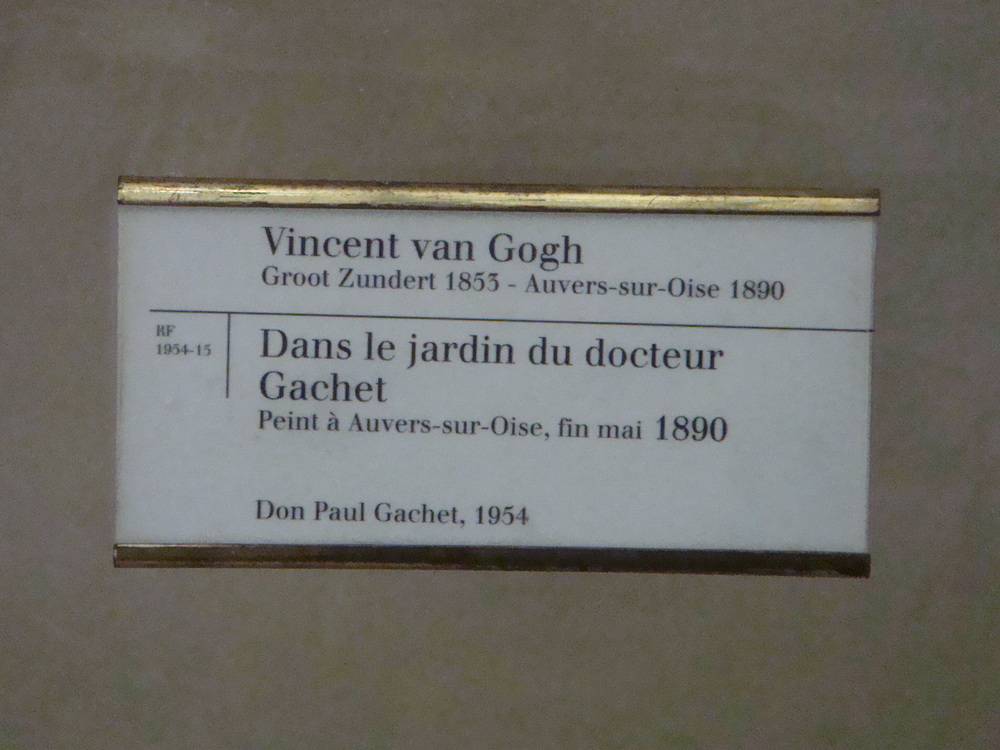 Vincent van Gogh
Groot Zundert 1853 - Auvers-sur-Oise 1890
RF
1954-15
Dans le jardin du docteur
Gachet
Peint à Auvers-sur-Oise, fin mai 1890
Don Paul Gachet, 1954